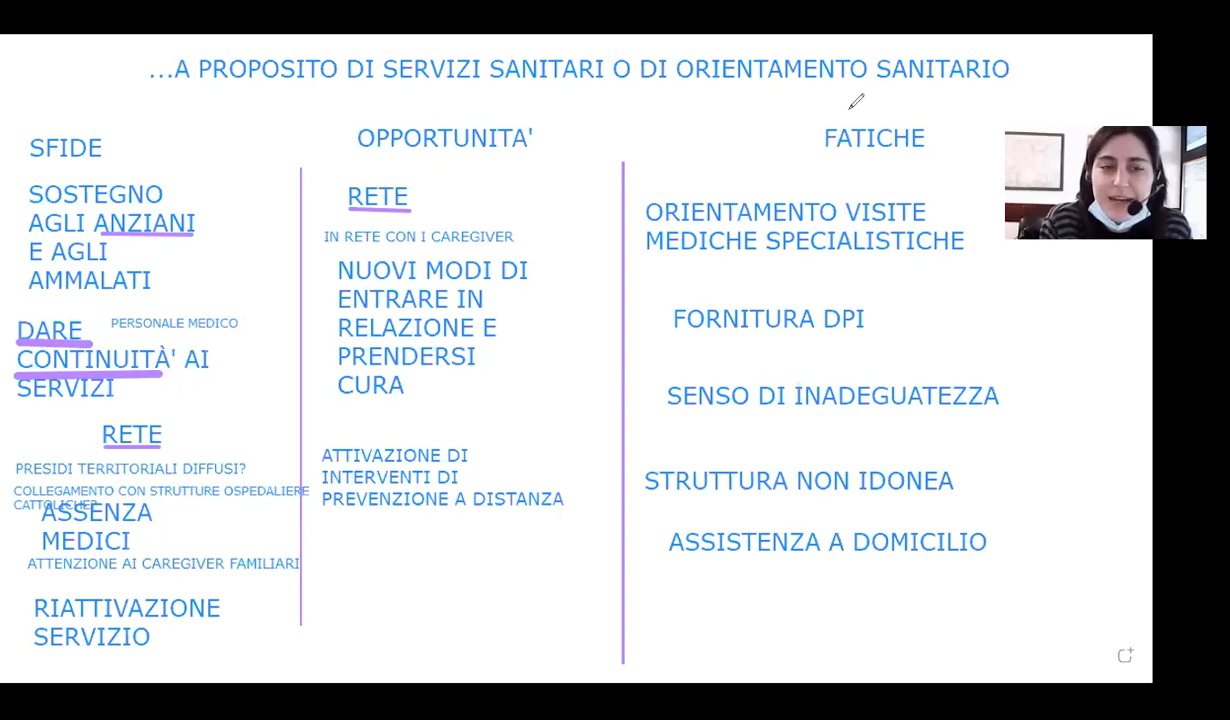 ...A PROPOSITO DI SERVIZI SANITARI O DI ORIENTAMENTO SANITARIO
SFIDE
SOSTEGNO
AGLI ANZIANI
E AGLI
AMMALATI
DARE
PERSONALE MEDICO
CONTINUITÀ' AI
SERVIZI
RETE
PRESIDI TERRITORIALI DIFFUSI?
COLLEGAMENTO CON STRUTTURE OSPEDALIERE
CATTOLICHE?
ASSENZA
MEDICI
ATTENZIONE AI CAREGIVER FAMILIARI
RIATTIVAZIONE
SERVIZIO
OPPORTUNITA'
RETE
IN RETE CON I CAREGIVER
NUOVI MODI DI
ENTRARE IN
RELAZIONE E
PRENDERSI
CURA
ATTIVAZIONE DI
INTERVENTI DI
PREVENZIONE A DISTANZA
FATICHE
ORIENTAMENTO VISITE
MEDICHE SPECIALISTICHE
FORNITURA DPI
SENSO DI INADEGUATEZZA
STRUTTURA NON IDONEA
ASSISTENZA A DOMICILIO